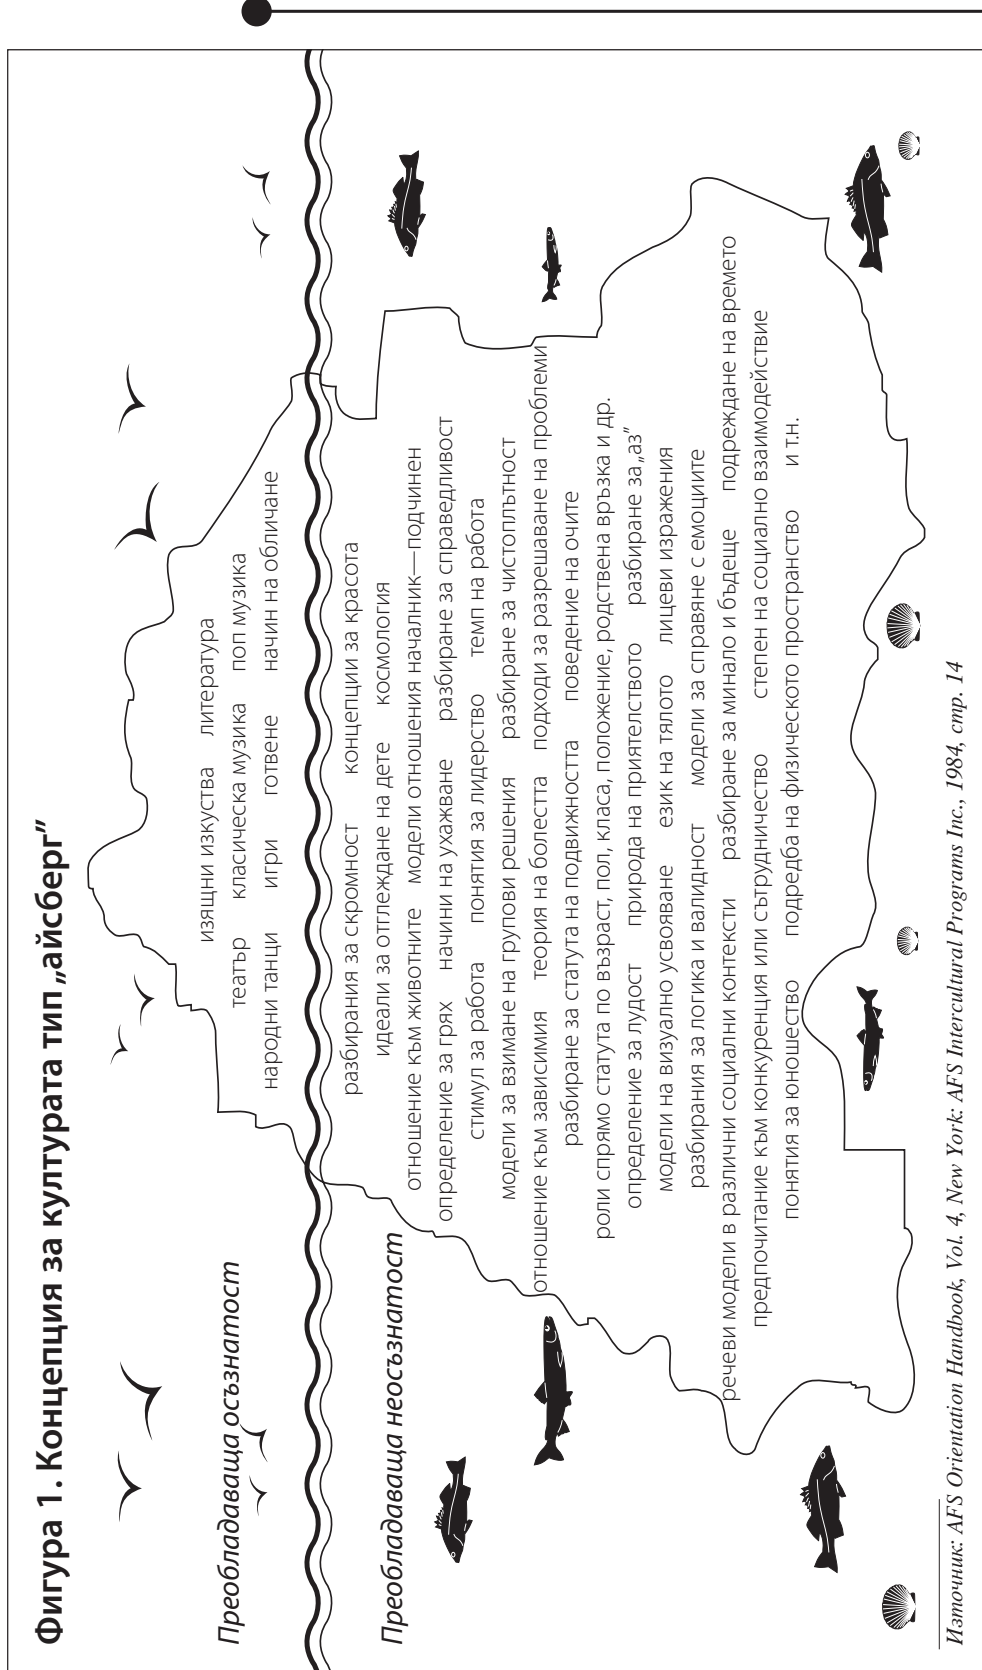 Фигура 1. Концепция за културата тип „айсберг”
Преобладаваща осъзнатост
изящни изкуства литература
театър класическа музика поп музика
народни танци игри готвене начин на обличане
Преобладаваща неосъзнатост
разбирания за скромност концепции за красота
идеали за отглеждане на дете космология
отношение към животните модели отношения началник—подчинен
определение за грях начини на ухажване разбиране за справедливост
стимул за работа понятия за лидерство темп на работа
модели за взимане на групови решения разбиране за чистоплътност
отношение към зависимия теория на болестта подходи за разрешаване на проблеми
разбиране за статута на подвижността поведение на очите
роли спрямо статута по възраст, пол, класа, положение, родствена връзка и др.
определение за лудост природа на приятелството разбиране за „аз”
модели на визуално усвояване език на тялото лицеви изражения
разбирания за логика и валидност модели за справяне с емоциите
речеви модели в различни социални контексти разбиране за минало и бъдеще подреждане на времето
предпочитание към конкуренция или сътрудничество степен на социално взаимодействие
понятия за юношество подредба на физическото пространство и т.н.
Източник: AFS Orientation Handbook, Vol. 4, New York: AFS Intercultural Programs Inc., 1984, стр. 14